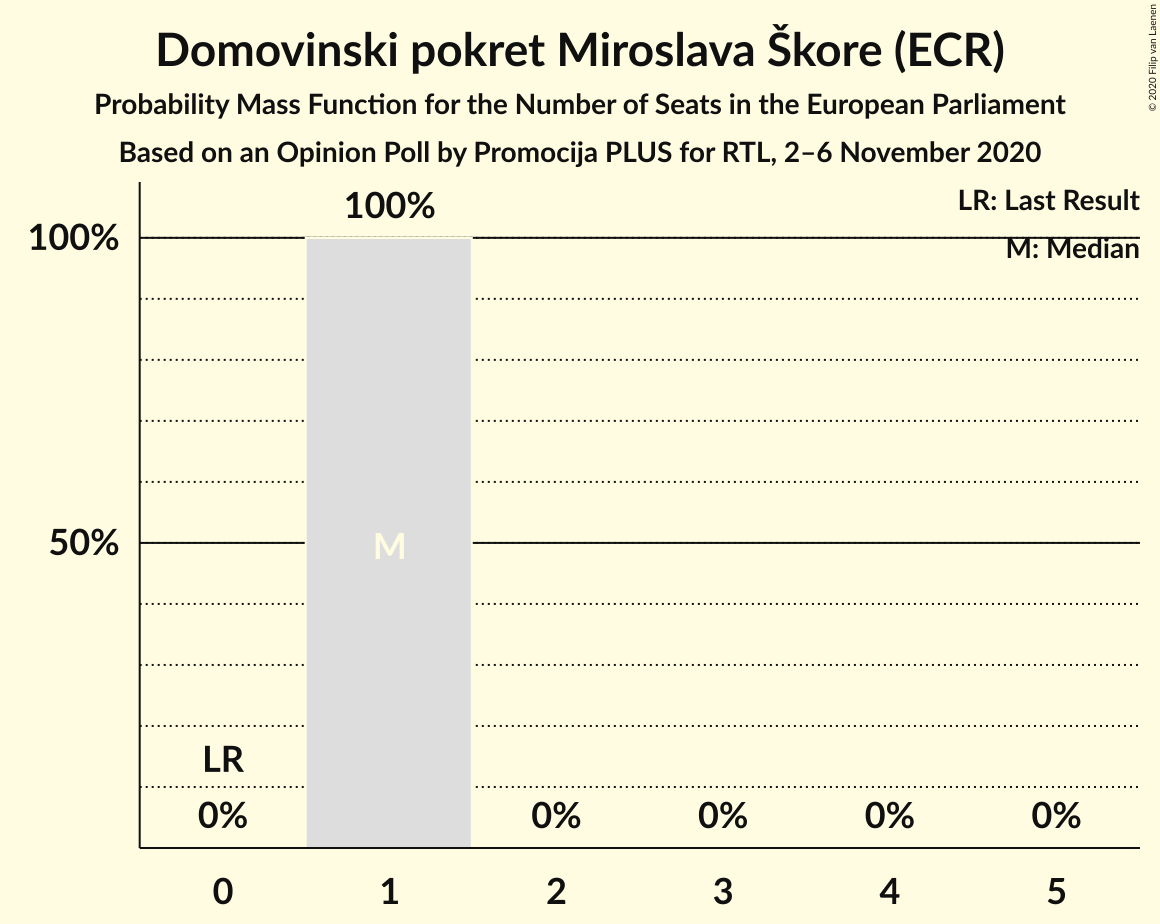 Domovinski pokret Miroslava Škore (ECR)
Probability Mass Function for the Number of Seats in the European Parliament
Based on an Opinion Poll by Promocija PLUS for RTL, 2–6 November 2020
© 2020 Filip van Laenen
LR: Last Result
M: Median
100%
100%
50%
M
LR
0%
0%
0%
0%
0%
0
1
2
3
4
5